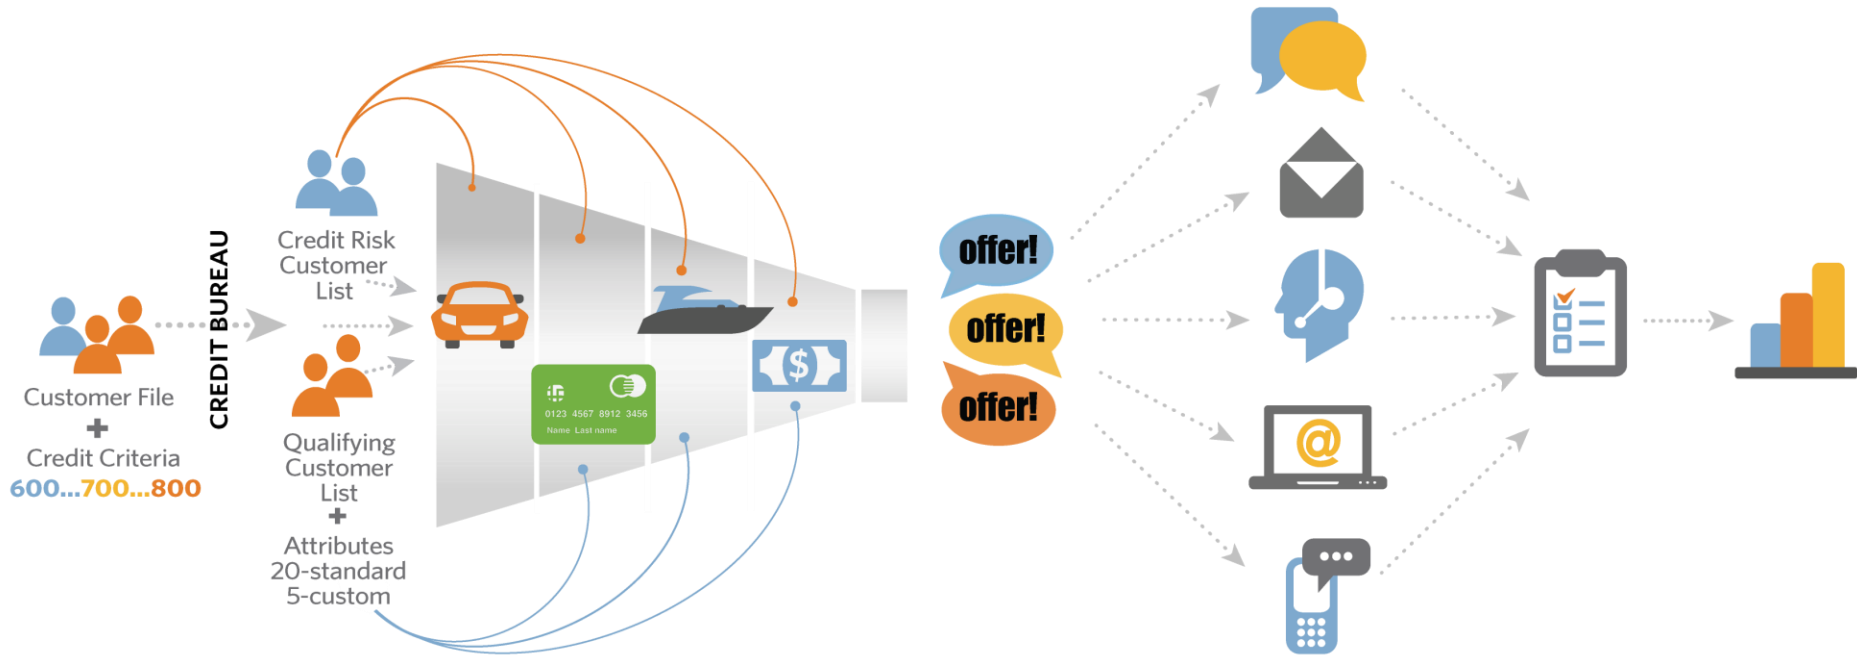 Customer File
+
Credit Criteria
600...700...800
CREDIT BUREAU
Credit Risk
Customer
List
Qualifying
Customer
List
+
Attributes
20-standard
5-custom
0123 4567 8912 3456
Name Last name
$
offer!
offer!
offer!
@